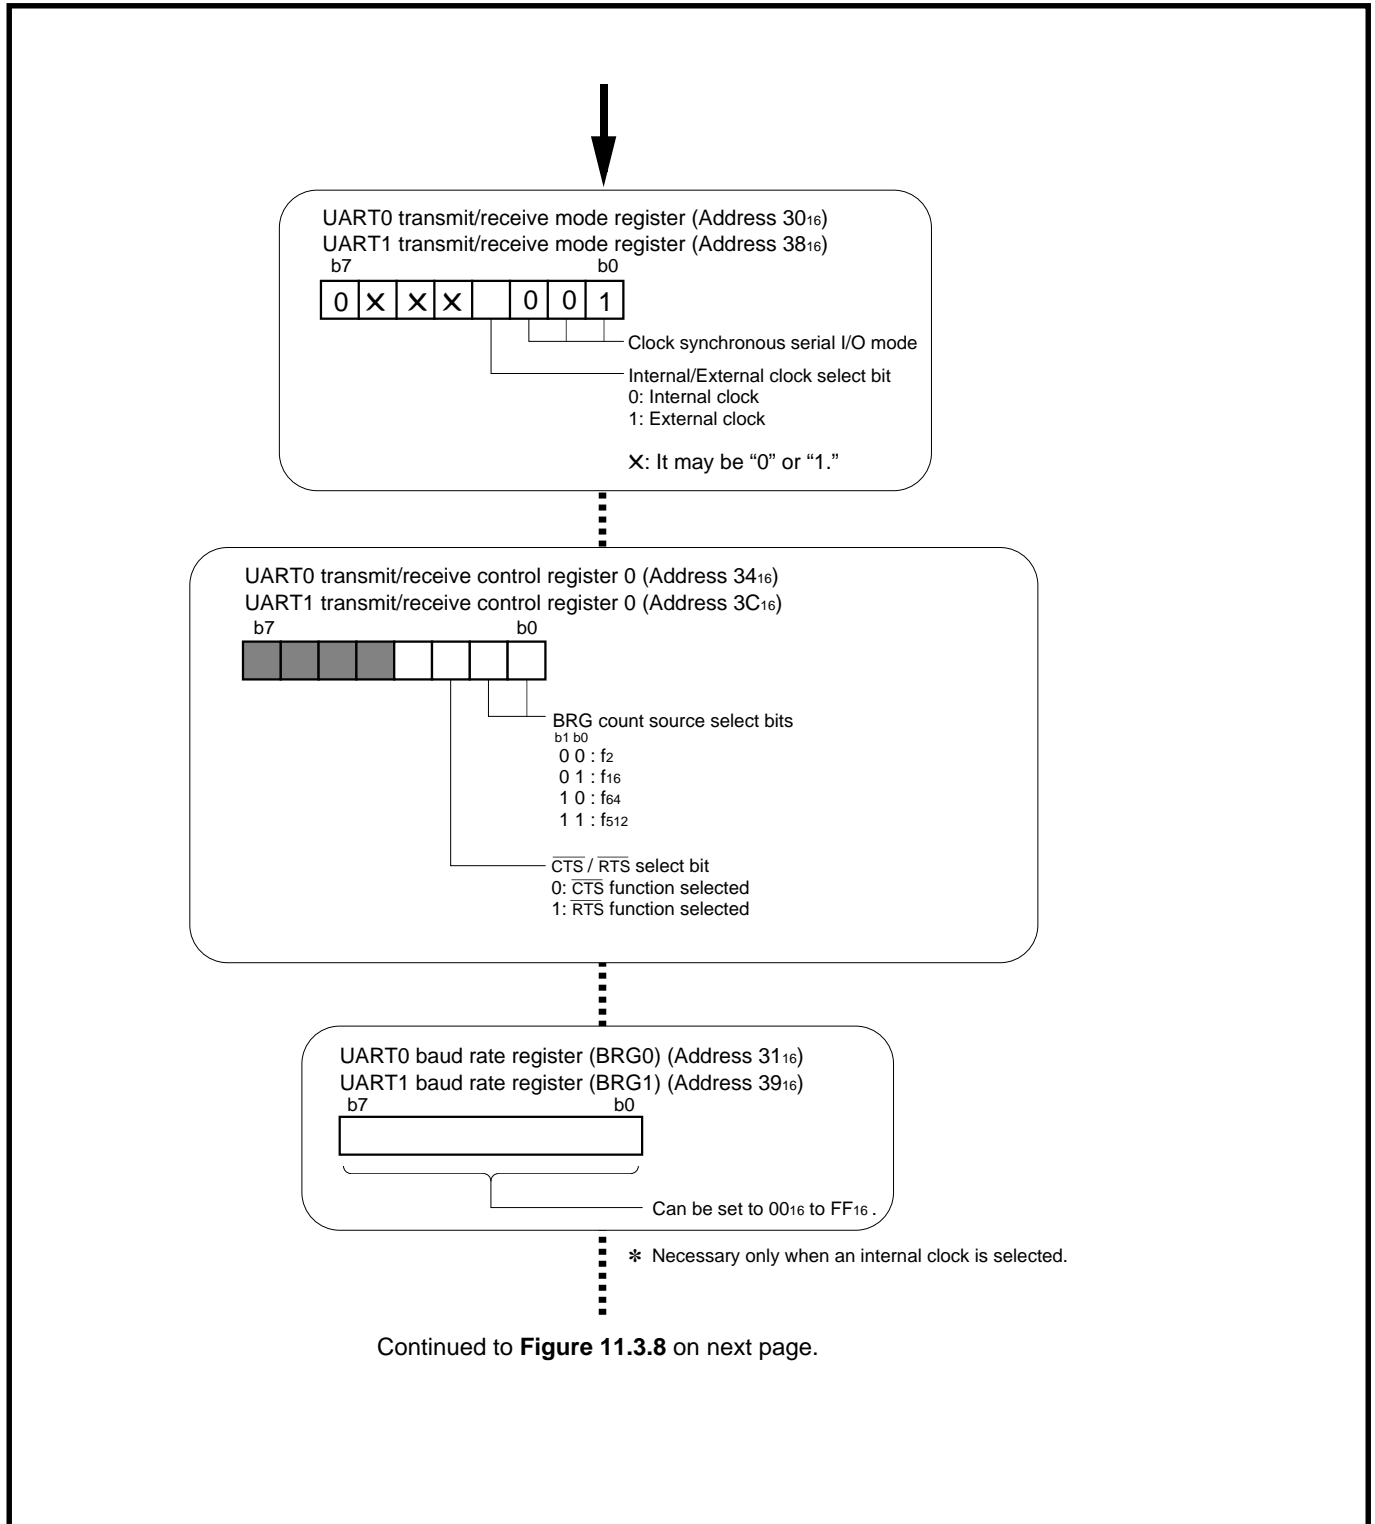 UART0 transmit/receive mode register (Address 3016)
UART1 transmit/receive mode register (Address 3816)
b7 b0
0 ✕ ✕ ✕ 0 0 1
Clock synchronous serial I/O mode
Internal/External clock select bit
0: Internal clock
1: External clock
✕: It may be “0” or “1.”
UART0 transmit/receive control register 0 (Address 3416)
UART1 transmit/receive control register 0 (Address 3C16)
b7 b0
BRG count source select bits
b1 b0
0 0 : f2
0 1 : f16
1 0 : f64
1 1 : f512
CTS / RTS select bit
0: CTS function selected
1: RTS function selected
UART0 baud rate register (BRG0) (Address 3116)
UART1 baud rate register (BRG1) (Address 3916)
b7 b0
Can be set to 0016 to FF16 .
✽ Necessary only when an internal clock is selected.
Continued to Figure 11.3.8 on next page.